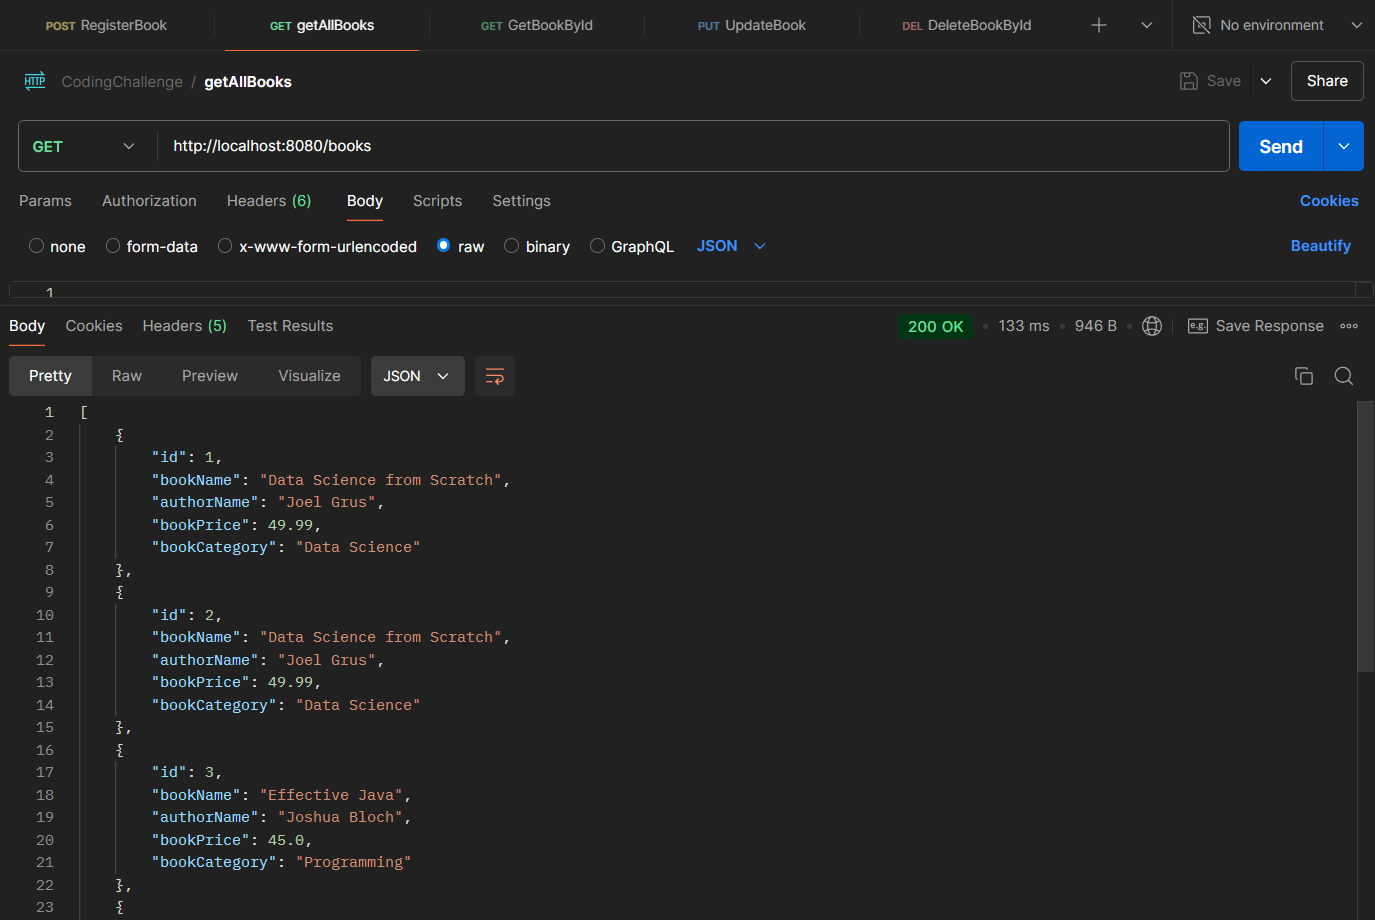 POST RegisterBook GET getAllBooks GET GetBookById PUT UpdateBook DEL DeleteBookById No environment
HTTP CodingChallenge / getAllBooks Save Share
GET http://localhost:8080/books Send
Params Authorization Headers (6) Body Scripts Settings Cookies
none form-data x-www-form-urlencoded raw binary GraphQL JSON Beautify
1
Body Cookies Headers (5) Test Results 200 OK 133 ms 946 B e.g. Save Response
Pretty Raw Preview Visualize JSON
1 [
2 {
3 "id": 1,
4 "bookName": "Data Science from Scratch",
5 "authorName": "Joel Grus",
6 "bookPrice": 49.99,
7 "bookCategory": "Data Science"
8 },
9 {
10 "id": 2,
11 "bookName": "Data Science from Scratch",
12 "authorName": "Joel Grus",
13 "bookPrice": 49.99,
14 "bookCategory": "Data Science"
15 },
16 {
17 "id": 3,
18 "bookName": "Effective Java",
19 "authorName": "Joshua Bloch",
20 "bookPrice": 45.0,
21 "bookCategory": "Programming"
22 },
23 {